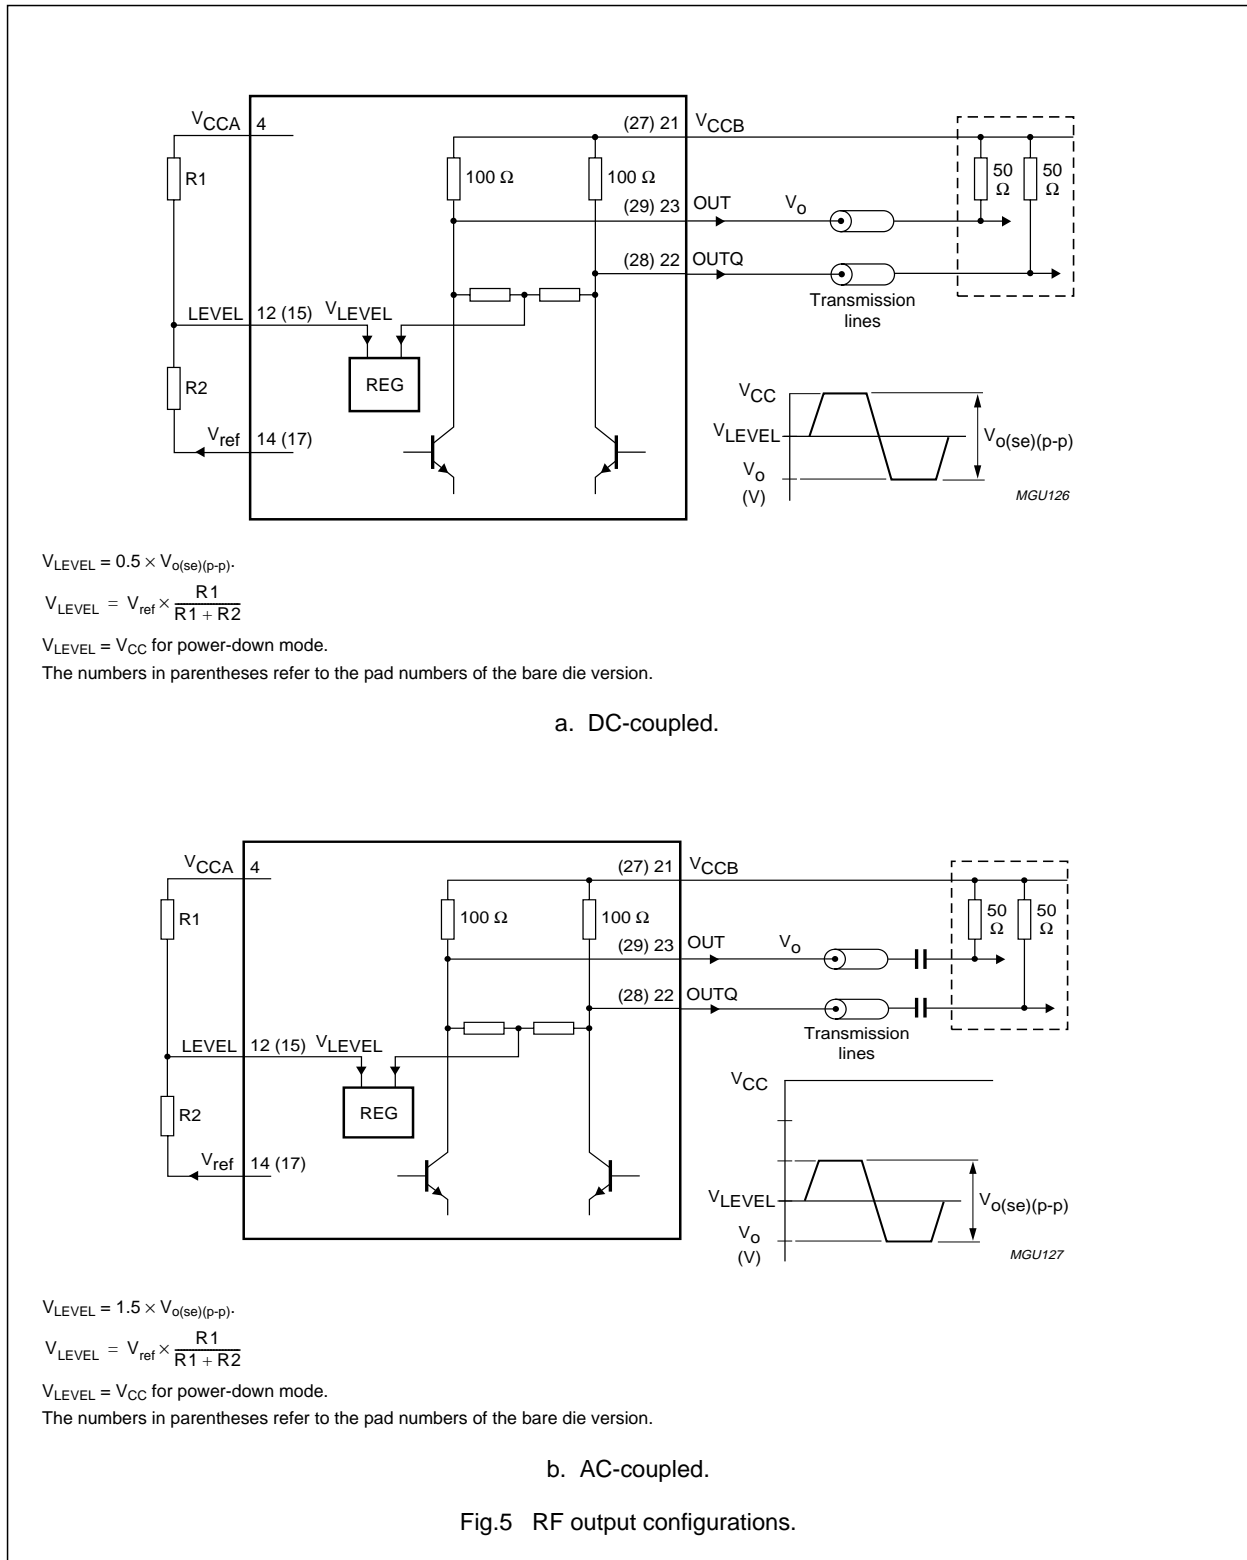 VCCA 4 (27) 21 VCCB
R1 100 Ω 100 Ω 50 Ω 50 Ω
(29) 23 OUT Vo
(28) 22 OUTQ
Transmission lines
LEVEL 12 (15) VLEVEL
REG
R2
Vref 14 (17)
VCC
VLEVEL Vo(se)(p-p)
Vo (V)
MGU126
VLEVEL = 0.5 × Vo(se)(p-p).
VLEVEL = Vref × R1 / R1 + R2
VLEVEL = VCC for power-down mode.
The numbers in parentheses refer to the pad numbers of the bare die version.
a. DC-coupled.
VCCA 4 (27) 21 VCCB
R1 100 Ω 100 Ω 50 Ω 50 Ω
(29) 23 OUT Vo
(28) 22 OUTQ
Transmission lines
LEVEL 12 (15) VLEVEL
REG
R2
Vref 14 (17)
VCC
VLEVEL Vo(se)(p-p)
Vo (V)
MGU127
VLEVEL = 1.5 × Vo(se)(p-p).
VLEVEL = Vref × R1 / R1 + R2
VLEVEL = VCC for power-down mode.
The numbers in parentheses refer to the pad numbers of the bare die version.
b. AC-coupled.
Fig.5 RF output configurations.